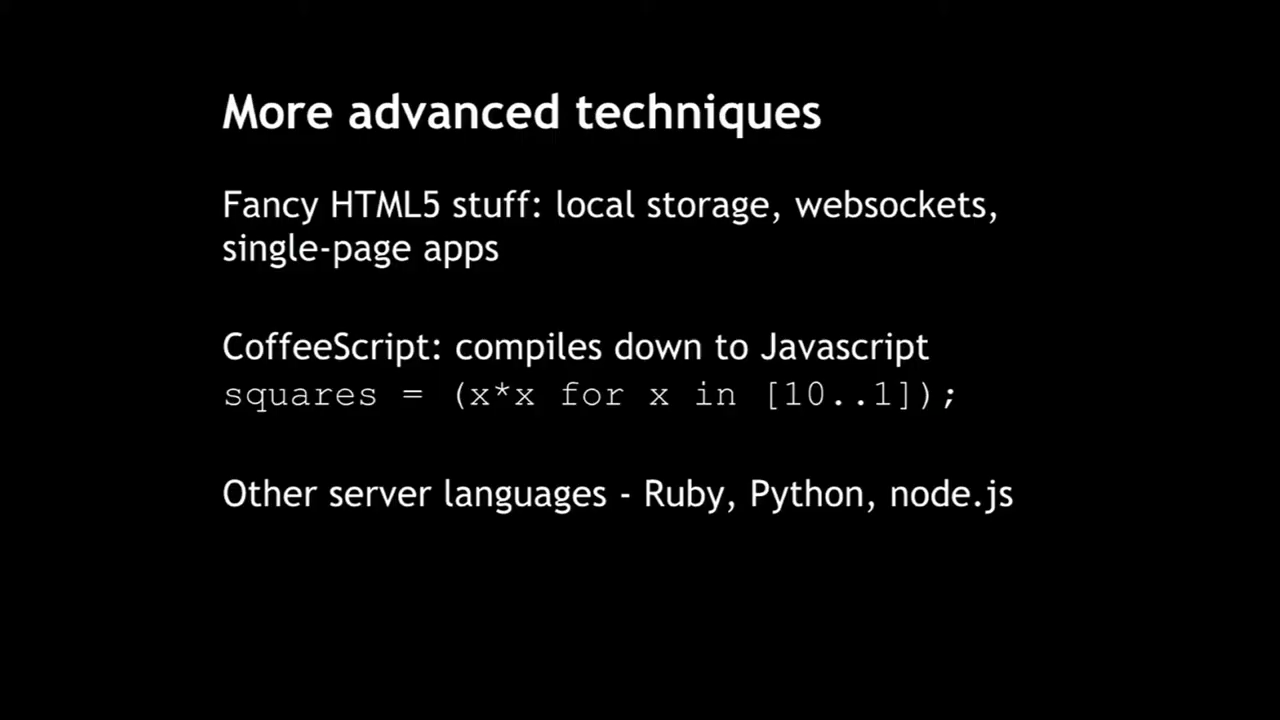 More advanced techniques
Fancy HTML5 stuff: local storage, websockets,
single-page apps
CoffeeScript: compiles down to Javascript
squares = (x*x for x in [10..1]);
Other server languages - Ruby, Python, node.js